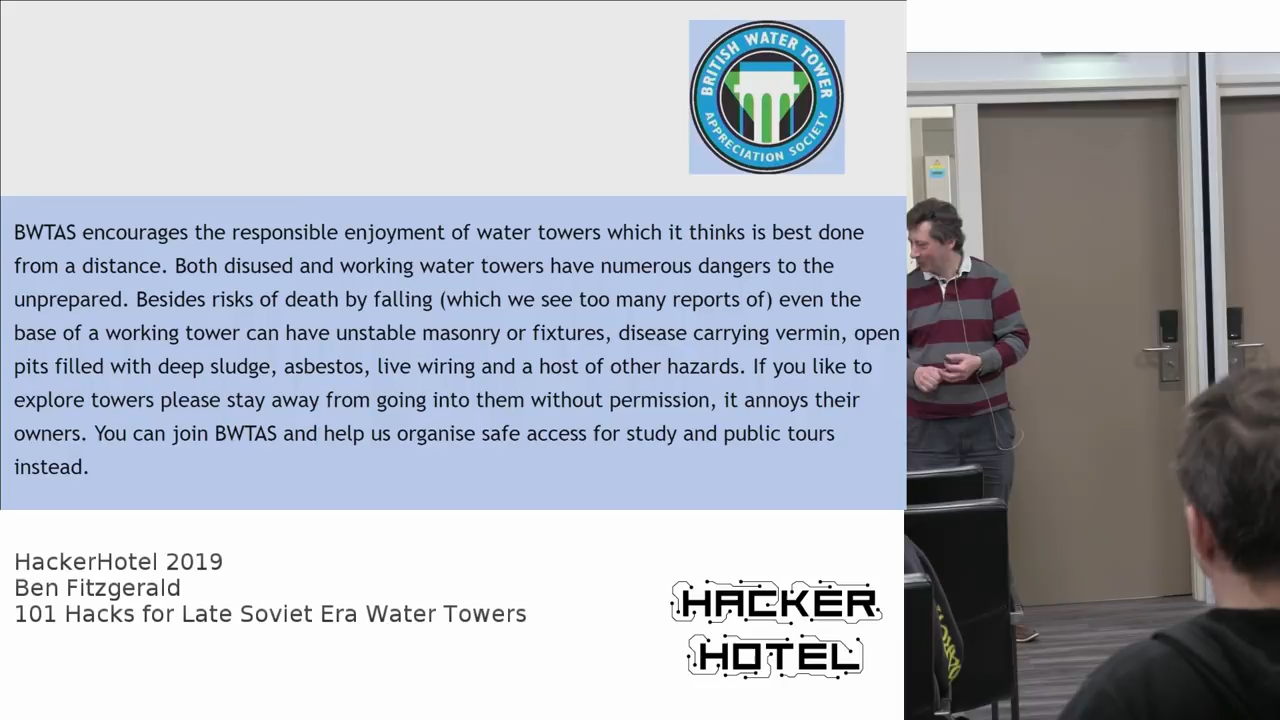 BRITISH WATER TOWER
APPRECIATION SOCIETY
BWTAS encourages the responsible enjoyment of water towers which it thinks is best done
from a distance. Both disused and working water towers have numerous dangers to the
unprepared. Besides risks of death by falling (which we see too many reports of) even the
base of a working tower can have unstable masonry or fixtures, disease carrying vermin, open
pits filled with deep sludge, asbestos, live wiring and a host of other hazards. If you like to
explore towers please stay away from going into them without permission, it annoys their
owners. You can join BWTAS and help us organise safe access for study and public tours
instead.
HackerHotel 2019
Ben Fitzgerald
101 Hacks for Late Soviet Era Water Towers
HACKER
HOTEL